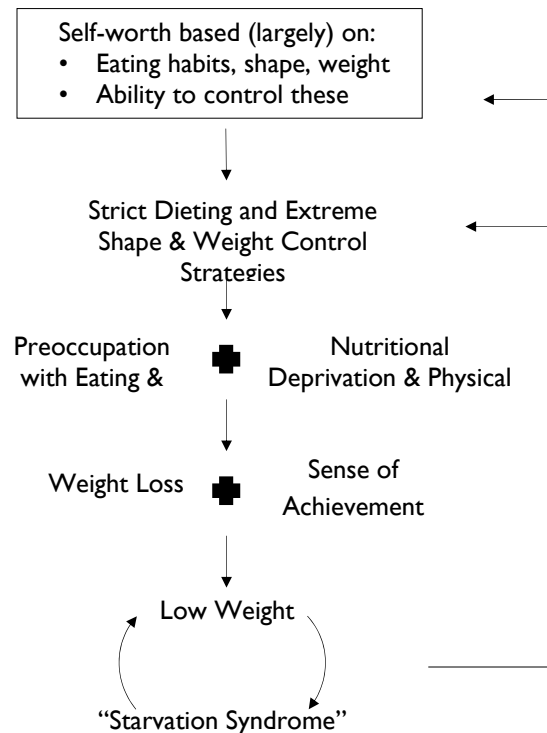 Self-worth based (largely) on:
• Eating habits, shape, weight
• Ability to control these
Strict Dieting and Extreme
Shape & Weight Control
Strategies
Preoccupation
with Eating &
Nutritional
Deprivation & Physical
Weight Loss
Sense of
Achievement
Low Weight
“Starvation Syndrome”